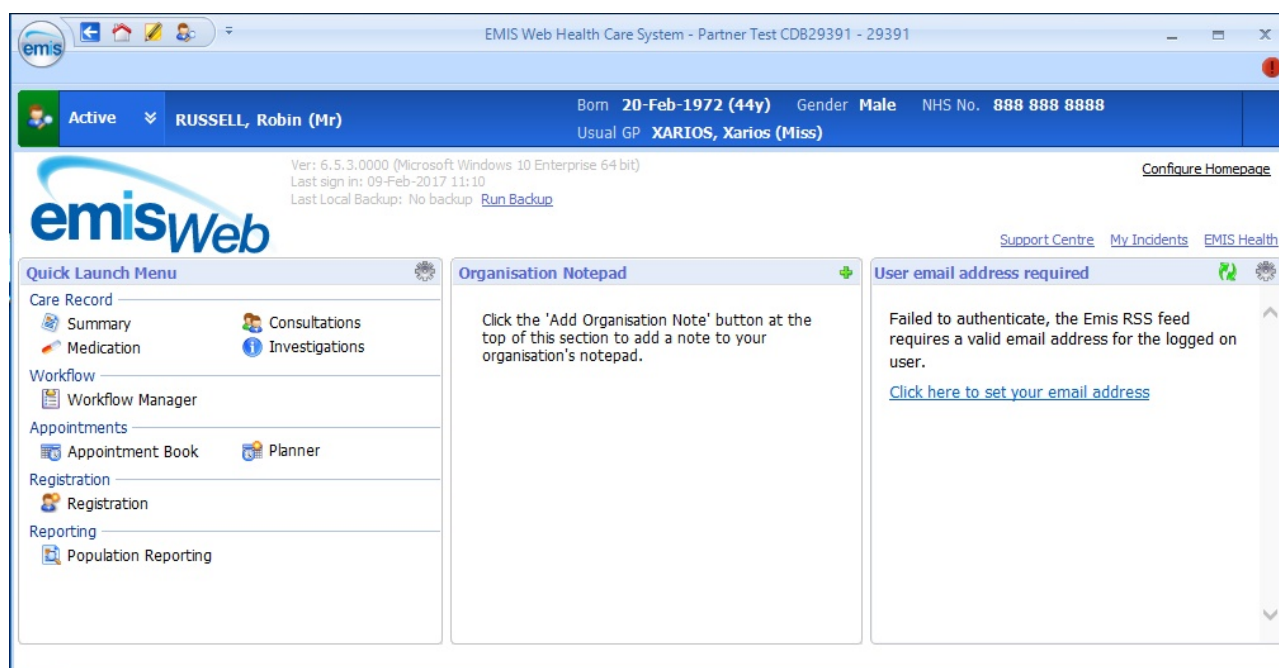 emis
EMIS Web Health Care System - Partner Test CDB29391 - 29391
Active RUSSELL, Robin (Mr) Born 20-Feb-1972 (44y) Gender Male NHS No. 888 888 8888
Usual GP XARIOS, Xarios (Miss)
Ver: 6.5.3.0000 (Microsoft Windows 10 Enterprise 64 bit)
Last sign in: 09-Feb-2017 11:10
Last Local Backup: No backup Run Backup
Configure Homepage
emisWeb
Support Centre My Incidents EMIS Health
Quick Launch Menu
Care Record
Summary Consultations
Medication Investigations
Workflow
Workflow Manager
Appointments
Appointment Book Planner
Registration
Registration
Reporting
Population Reporting
Organisation Notepad
Click the 'Add Organisation Note' button at the
top of this section to add a note to your
organisation's notepad.
User email address required
Failed to authenticate, the Emis RSS feed
requires a valid email address for the logged on
user.
Click here to set your email address